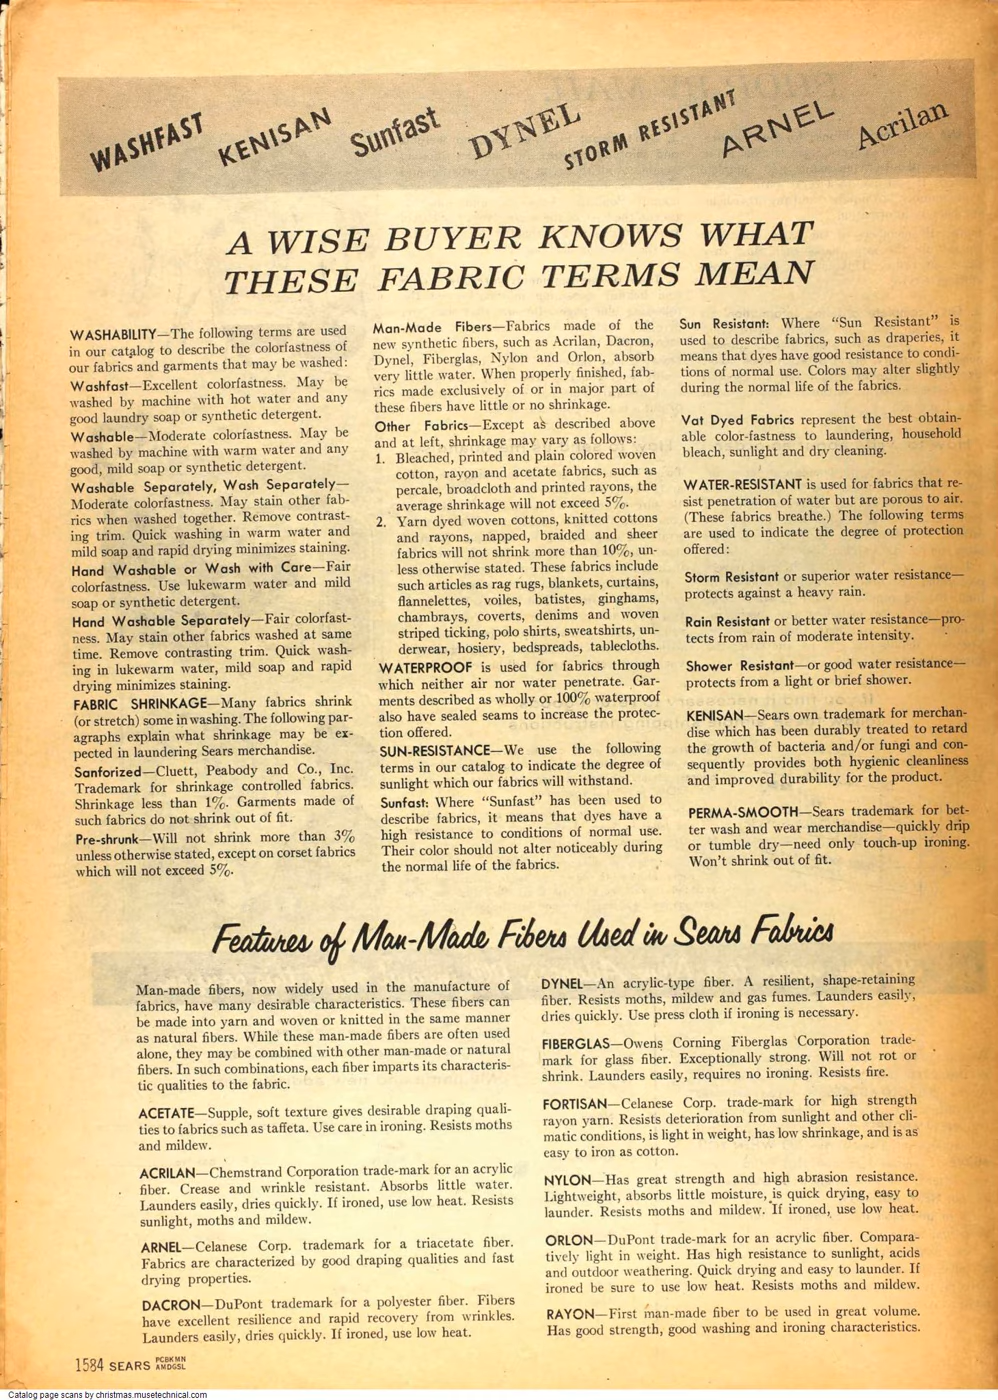 WASHFAST KENISAN Sunfast DYNEL STORM RESISTANT ARNEL Acrilan
A WISE BUYER KNOWS WHAT
THESE FABRIC TERMS MEAN
WASHABILITY—The following terms are used
in our catalog to describe the colorfastness of
our fabrics and garments that may be washed:
Washfast—Excellent colorfastness. May be
washed by machine with hot water and any
good laundry soap or synthetic detergent.
Washable—Moderate colorfastness. May be
washed by machine with warm water and any
good, mild soap or synthetic detergent.
Washable Separately, Wash Separately—
Moderate colorfastness. May stain other fab-
rics when washed together. Remove contrast-
ing trim. Quick washing in warm water and
mild soap and rapid drying minimizes staining.
Hand Washable or Wash with Care—Fair
colorfastness. Use lukewarm water and mild
soap or synthetic detergent.
Hand Washable Separately—Fair colorfast-
ness. May stain other fabrics washed at same
time. Remove contrasting trim. Quick wash-
ing in lukewarm water, mild soap and rapid
drying minimizes staining.
FABRIC SHRINKAGE—Many fabrics shrink
(or stretch) some in washing. The following par-
agraphs explain what shrinkage may be ex-
pected in laundering Sears merchandise.
Sanforized—Cluett, Peabody and Co., Inc.
Trademark for shrinkage controlled fabrics.
Shrinkage less than 1%. Garments made of
such fabrics do not shrink out of fit.
Pre-shrunk—Will not shrink more than 3%
unless otherwise stated, except on corset fabrics
which will not exceed 5%.
Man-Made Fibers—Fabrics made of the
new synthetic fibers, such as Acrilan, Dacron,
Dynel, Fiberglas, Nylon and Orlon, absorb
very little water. When properly finished, fab-
rics made exclusively of or in major part of
these fibers have little or no shrinkage.
Other Fabrics—Except as described above
and at left, shrinkage may vary as follows:
1. Bleached, printed and plain colored woven
cotton, rayon and acetate fabrics, such as
percale, broadcloth and printed rayons, the
average shrinkage will not exceed 5%.
2. Yarn dyed woven cottons, knitted cottons
and rayons, napped, braided and sheer
fabrics will not shrink more than 10%, un-
less otherwise stated. These fabrics include
such articles as rag rugs, blankets, curtains,
flannelettes, voiles, batistes, ginghams,
chambrays, coverts, denims and woven
striped ticking, polo shirts, sweatshirts, un-
derwear, hosiery, bedspreads, tablecloths.
WATERPROOF is used for fabrics through
which neither air nor water penetrate. Gar-
ments described as wholly or 100% waterproof
also have sealed seams to increase the protec-
tion offered.
SUN-RESISTANCE—We use the following
terms in our catalog to indicate the degree of
sunlight which our fabrics will withstand.
Sunfast: Where "Sunfast" has been used to
describe fabrics, it means that dyes have a
high resistance to conditions of normal use.
Their color should not alter noticeably during
the normal life of the fabrics.
Sun Resistant: Where "Sun Resistant" is
used to describe fabrics, such as draperies, it
means that dyes have good resistance to condi-
tions of normal use. Colors may alter slightly
during the normal life of the fabrics.
Vat Dyed Fabrics represent the best obtain-
able color-fastness to laundering, household
bleach, sunlight and dry cleaning.
WATER-RESISTANT is used for fabrics that re-
sist penetration of water but are porous to air.
(These fabrics breathe.) The following terms
are used to indicate the degree of protection
offered:
Storm Resistant or superior water resistance—
protects against a heavy rain.
Rain Resistant or better water resistance—pro-
tects from rain of moderate intensity.
Shower Resistant—or good water resistance—
protects from a light or brief shower.
KENISAN—Sears own trademark for merchan-
dise which has been durably treated to retard
the growth of bacteria and/or fungi and con-
sequently provides both hygienic cleanliness
and improved durability for the product.
PERMA-SMOOTH—Sears trademark for bet-
ter wash and wear merchandise—quickly drip
or tumble dry—need only touch-up ironing.
Won't shrink out of fit.
Features of Man-Made Fibers Used in Sears Fabrics
Man-made fibers, now widely used in the manufacture of
fabrics, have many desirable characteristics. These fibers can
be made into yarn and woven or knitted in the same manner
as natural fibers. While these man-made fibers are often used
alone, they may be combined with other man-made or natural
fibers. In such combinations, each fiber imparts its characteris-
tic qualities to the fabric.
ACETATE—Supple, soft texture gives desirable draping quali-
ties to fabrics such as taffeta. Use care in ironing. Resists moths
and mildew.
ACRILAN—Chemstrand Corporation trade-mark for an acrylic
fiber. Crease and wrinkle resistant. Absorbs little water.
Launders easily, dries quickly. If ironed, use low heat. Resists
sunlight, moths and mildew.
ARNEL—Celanese Corp. trademark for a triacetate fiber.
Fabrics are characterized by good draping qualities and fast
drying properties.
DACRON—DuPont trademark for a polyester fiber. Fibers
have excellent resilience and rapid recovery from wrinkles.
Launders easily, dries quickly. If ironed, use low heat.
DYNEL—An acrylic-type fiber. A resilient, shape-retaining
fiber. Resists moths, mildew and gas fumes. Launders easily,
dries quickly. Use press cloth if ironing is necessary.
FIBERGLAS—Owens Corning Fiberglas Corporation trade-
mark for glass fiber. Exceptionally strong. Will not rot or
shrink. Launders easily, requires no ironing. Resists fire.
FORTISAN—Celanese Corp. trade-mark for high strength
rayon yarn. Resists deterioration from sunlight and other cli-
matic conditions, is light in weight, has low shrinkage, and is as
easy to iron as cotton.
NYLON—Has great strength and high abrasion resistance.
Lightweight, absorbs little moisture, is quick drying, easy to
launder. Resists moths and mildew. If ironed, use low heat.
ORLON—DuPont trade-mark for an acrylic fiber. Compara-
tively light in weight. Has high resistance to sunlight, acids
and outdoor weathering. Quick drying and easy to launder. If
ironed be sure to use low heat. Resists moths and mildew.
RAYON—First man-made fiber to be used in great volume.
Has good strength, good washing and ironing characteristics.
1584 SEARS PCBKMN
AMDGSL
Catalog page scans by christmas.musetechnical.com